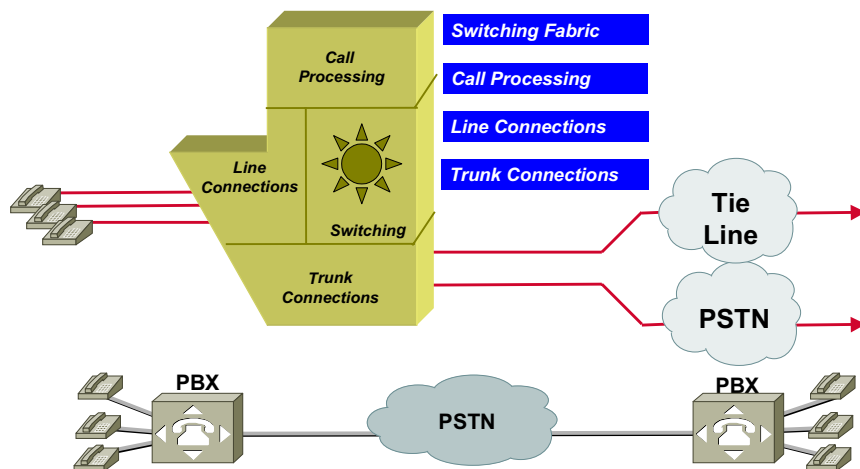 Call
Processing
Switching Fabric
Call Processing
Line Connections
Trunk Connections
Line
Connections
Switching
Trunk
Connections
Tie
Line
PSTN
PBX
PSTN
PBX